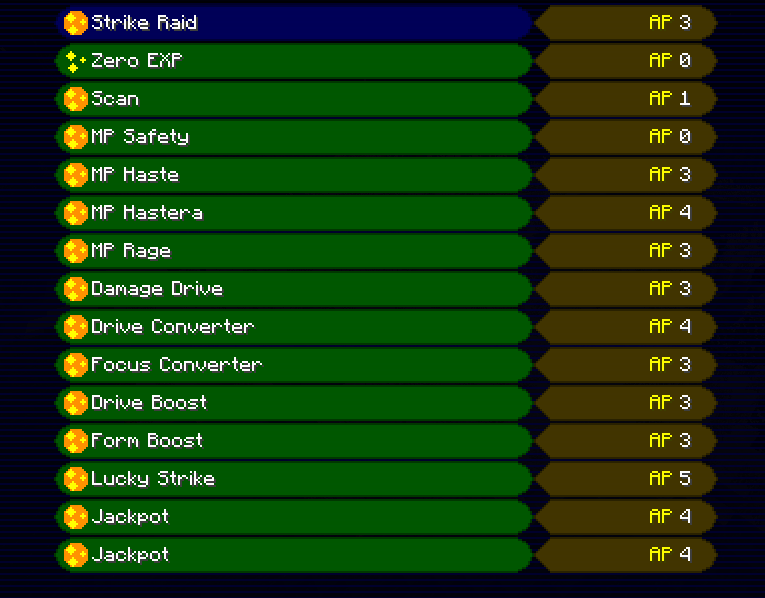 Strike Raid AP 3
Zero EXP AP 0
Scan AP 1
MP Safety AP 0
MP Haste AP 3
MP Hastera AP 4
MP Rage AP 3
Damage Drive AP 3
Drive Converter AP 4
Focus Converter AP 3
Drive Boost AP 3
Form Boost AP 3
Lucky Strike AP 5
Jackpot AP 4
Jackpot AP 4